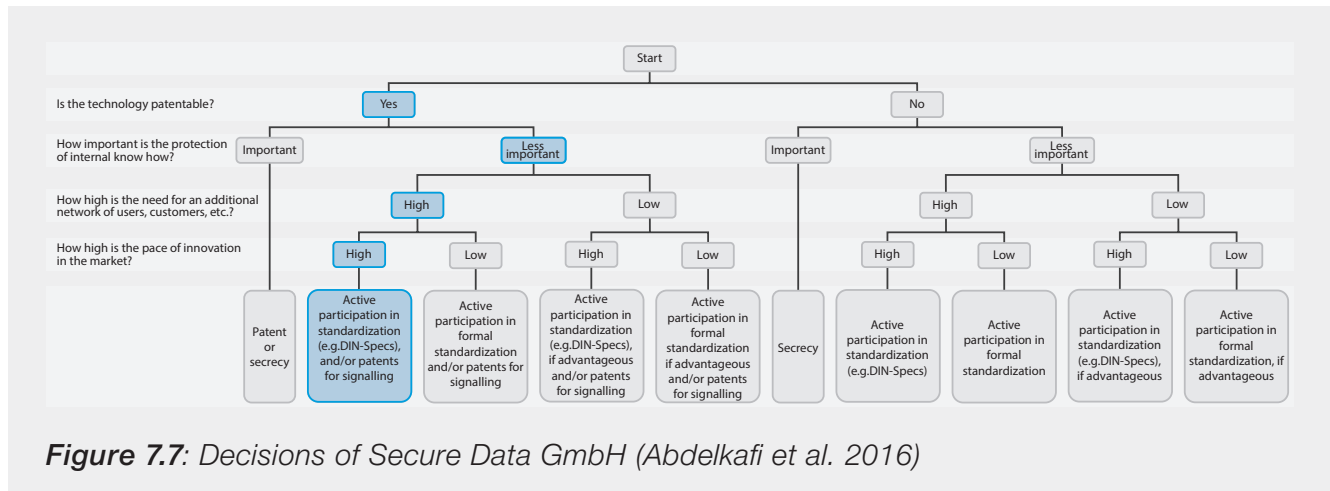 Start
Is the technology patentable?
Yes
No
How important is the protection
of internal know how?
Important
Less
important
Important
Less
important
How high is the need for an additional
network of users, customers, etc.?
High
Low
High
Low
How high is the pace of innovation
in the market?
High
Low
High
Low
High
Low
High
Low
Patent
or
secrecy
Active
participation in
standardization
(e.g.DIN-Specs),
and/or patents
for signalling
Active
participation in
formal
standardization
and/or patents for
signalling
Active
participation in
standardization
(e.g.DIN-Specs),
if advantageous
and/or patents
for signalling
Active
participation in
formal
standardization
if advantageous
and/or patents
for signalling
Secrecy
Active
participation in
standardization
(e.g.DIN-Specs)
Active
participation in
formal
standardization
Active
participation in
standardization
(e.g.DIN-Specs),
if advantageous
Active
participation in
formal
standardization, if
advantageous
Figure 7.7: Decisions of Secure Data GmbH (Abdelkafi et al. 2016)